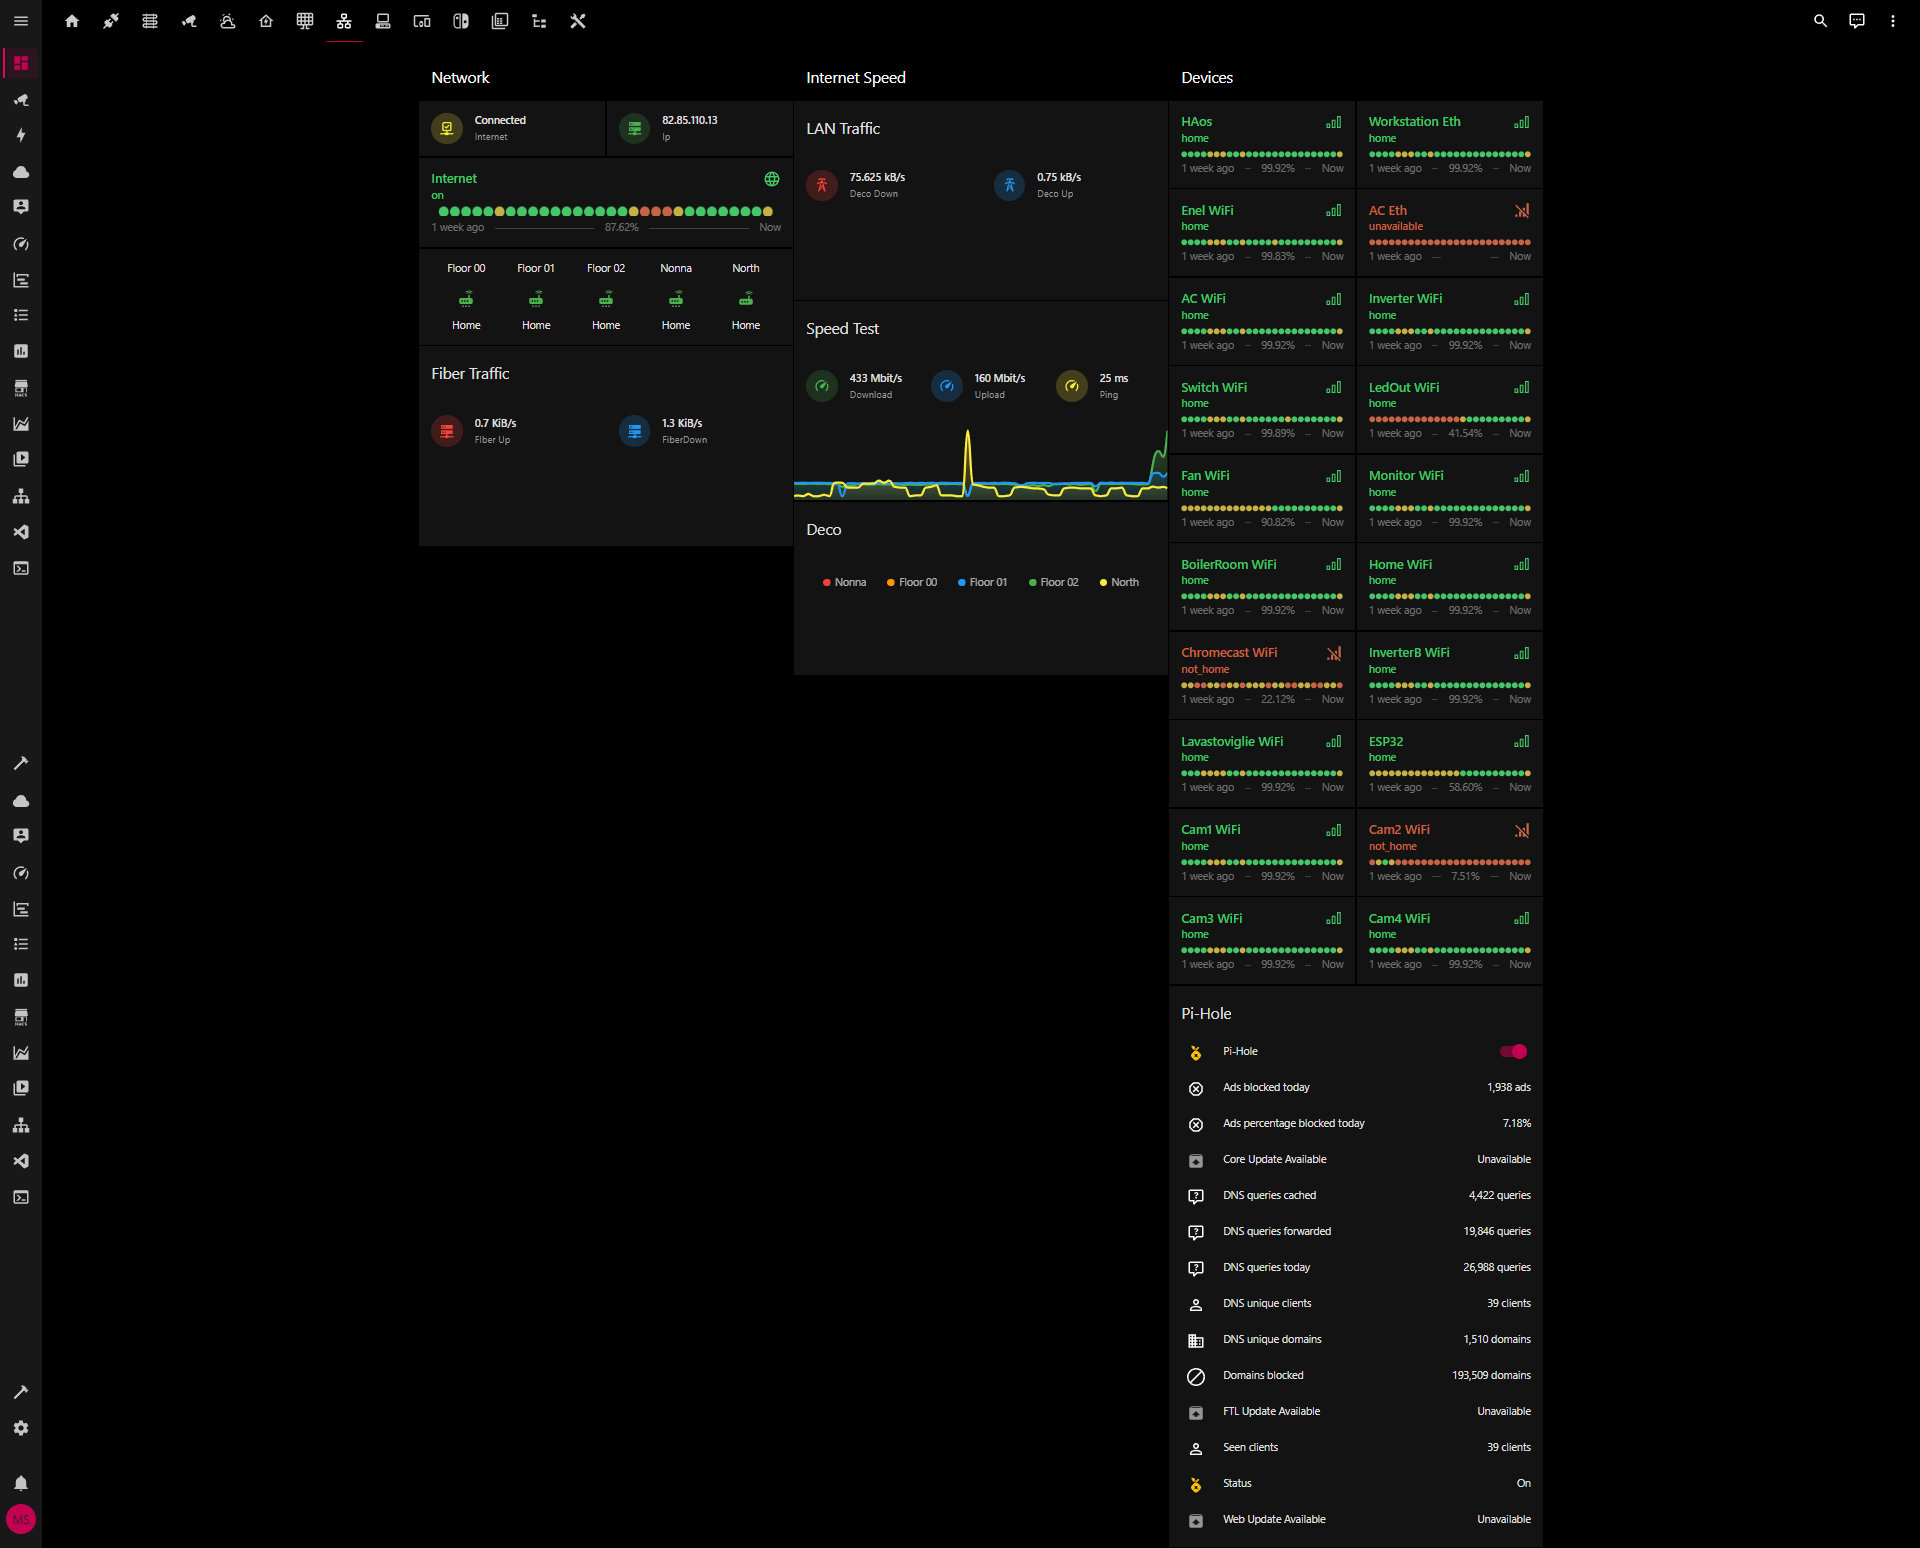 Network
Connected
Internet
82.85.110.13
Ip
Internet
on
1 week ago 87.62% Now
Floor 00 Floor 01 Floor 02 Nonna North
Home Home Home Home Home
Fiber Traffic
0.7 KiB/s
FIber Up
1.3 KiB/s
FiberDown
Internet Speed
LAN Traffic
75.625 kB/s
Deco Down
0.75 kB/s
Deco Up
Speed Test
433 Mbit/s
Download
160 Mbit/s
Upload
25 ms
Ping
Deco
Nonna Floor 00 Floor 01 Floor 02 North
Devices
HAos
home
1 week ago 99.92% Now
Workstation Eth
home
1 week ago 99.92% Now
Enel WiFi
home
1 week ago 99.83% Now
AC Eth
unavailable
1 week ago Now
AC WiFi
home
1 week ago 99.92% Now
Inverter WiFi
home
1 week ago 99.92% Now
Switch WiFi
home
1 week ago 99.89% Now
LedOut WiFi
home
1 week ago 41.54% Now
Fan WiFi
home
1 week ago 90.82% Now
Monitor WiFi
home
1 week ago 99.92% Now
BoilerRoom WiFi
home
1 week ago 99.92% Now
Home WiFi
home
1 week ago 99.92% Now
Chromecast WiFi
not_home
1 week ago 22.12% Now
InverterB WiFi
home
1 week ago 99.92% Now
Lavastoviglie WiFi
home
1 week ago 99.92% Now
ESP32
home
1 week ago 58.60% Now
Cam1 WiFi
home
1 week ago 99.92% Now
Cam2 WiFi
not_home
1 week ago 7.51% Now
Cam3 WiFi
home
1 week ago 99.92% Now
Cam4 WiFi
home
1 week ago 99.92% Now
Pi-Hole
Pi-Hole
Ads blocked today 1,938 ads
Ads percentage blocked today 7.18%
Core Update Available Unavailable
DNS queries cached 4,422 queries
DNS queries forwarded 19,846 queries
DNS queries today 26,988 queries
DNS unique clients 39 clients
DNS unique domains 1,510 domains
Domains blocked 193,509 domains
FTL Update Available Unavailable
Seen clients 39 clients
Status On
Web Update Available Unavailable
HACS
HACS
MS